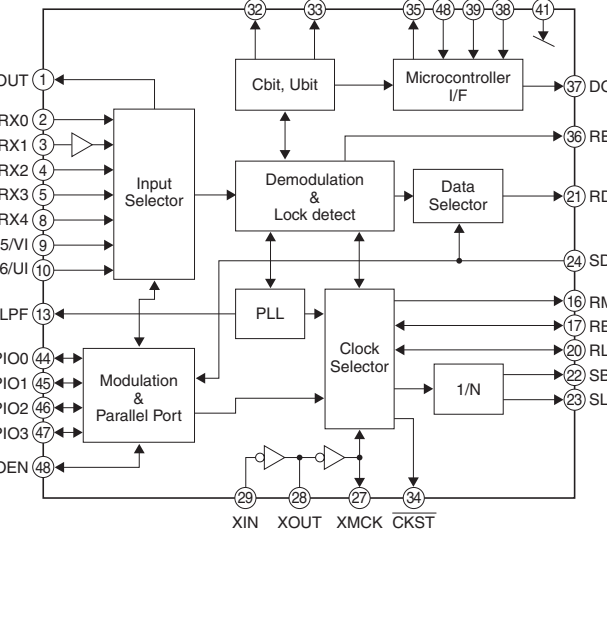 32 33 35 48 39 38 41
OUT 1
RX0 2
RX1 3
RX2 4
RX3 5
RX4 8
5/VI 9
6/UI 10
LPF 13
PIO0 44
PIO1 45
PIO2 46
PIO3 47
DEN 48
Cbit, Ubit
Microcontroller
I/F
37 DO
36 RE
Input
Selector
Demodulation
&
Lock detect
Data
Selector
21 RD
24 SD
PLL
Clock
Selector
16 RM
17 RB
20 RL
22 SB
23 SL
1/N
Modulation
&
Parallel Port
29 28 27 34
XIN XOUT XMCK CKST